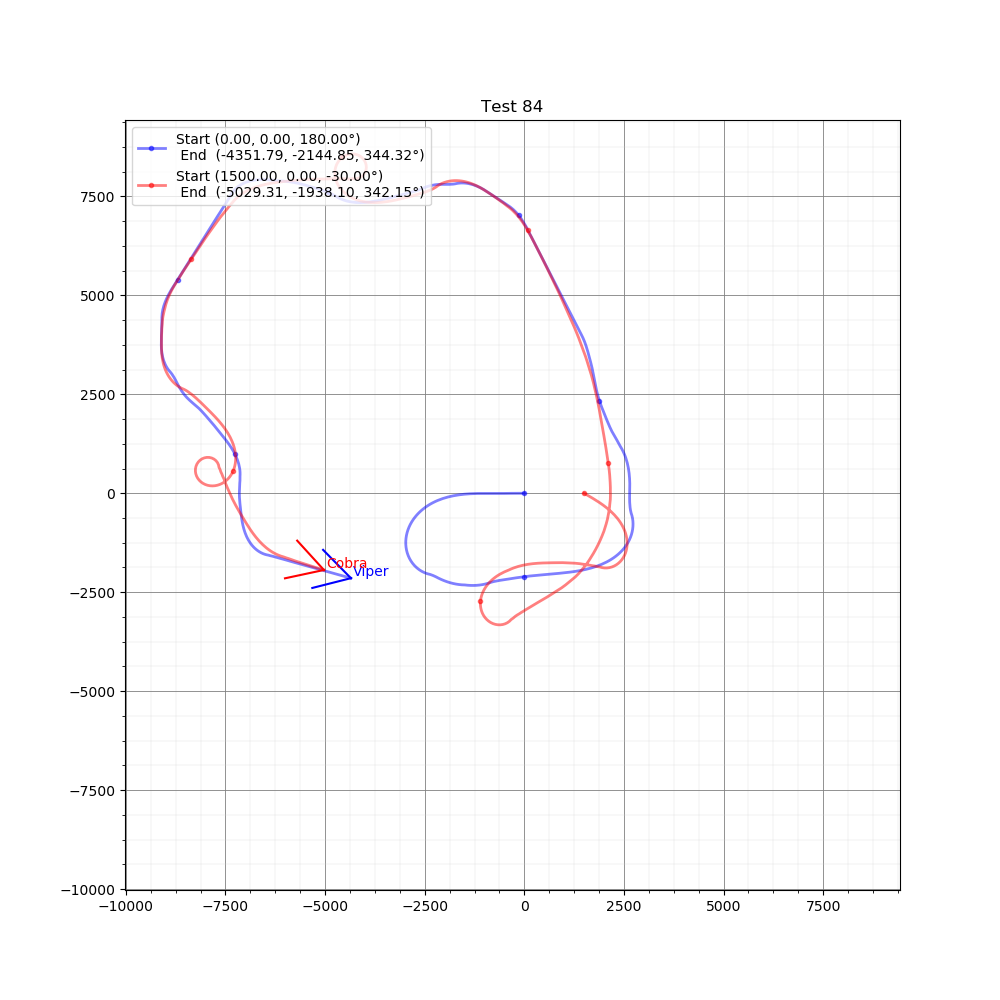 Test 84
Start (0.00, 0.00, 180.00°)
End  (-4351.79, -2144.85, 344.32°)
Start (1500.00, 0.00, -30.00°)
End  (-5029.31, -1938.10, 342.15°)
7500
5000
2500
0
−2500
−5000
−7500
−10000
Cobra
Viper
−10000 −7500 −5000 −2500 0 2500 5000 7500